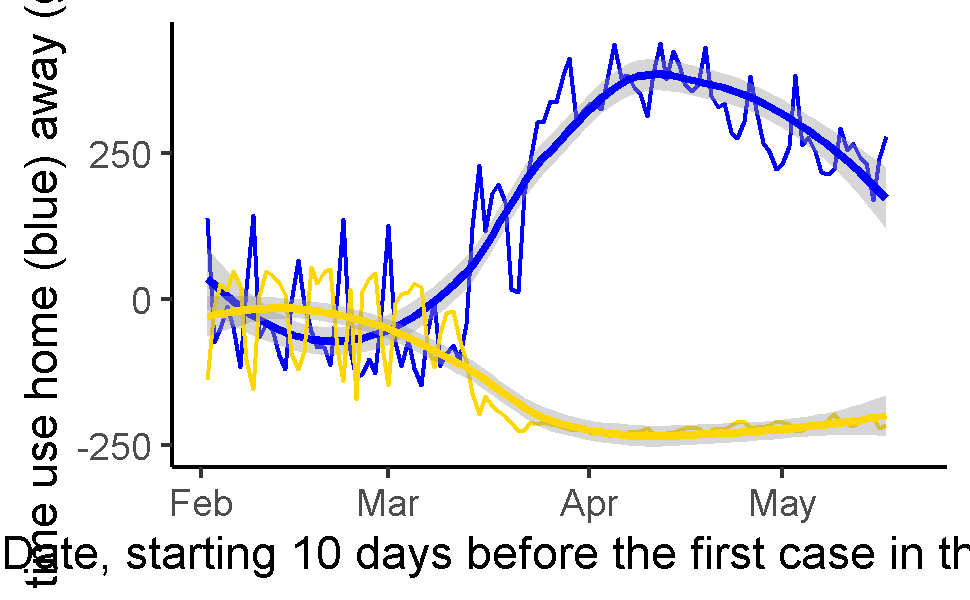 time use home (blue) away (
250
0
-250
Feb Mar Apr May
Date, starting 10 days before the first case in th